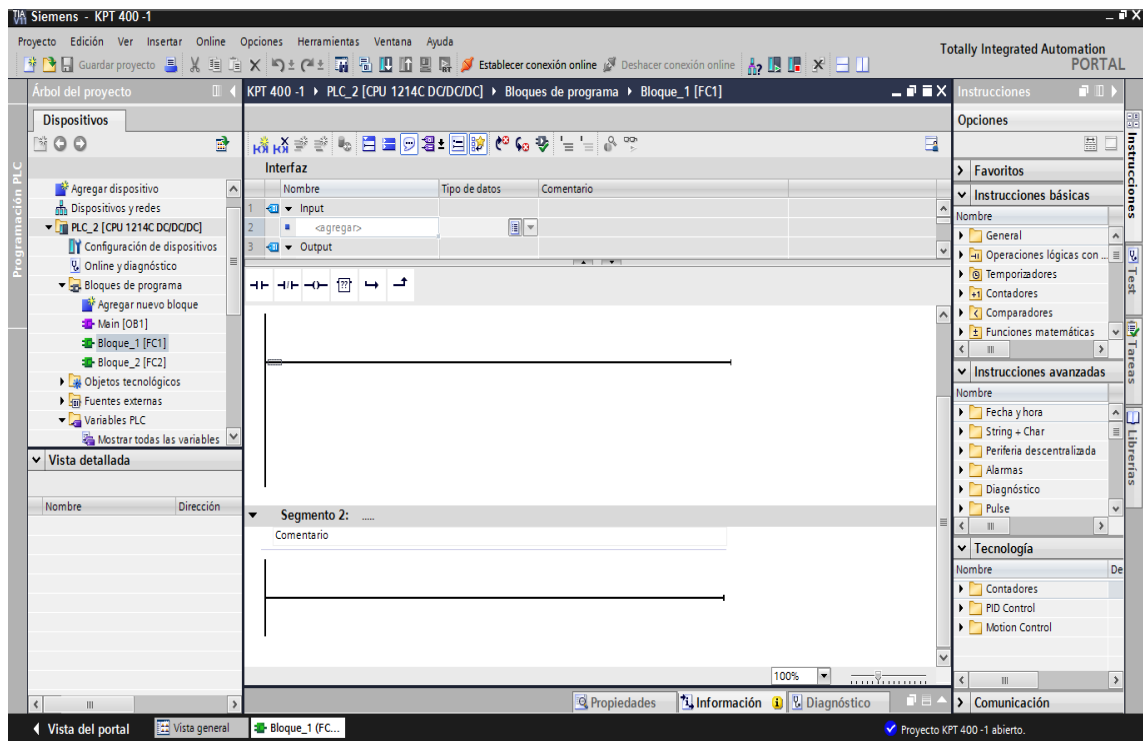 Siemens - KPT 400 -1
Proyecto Edición Ver Insertar Online Opciones Herramientas Ventana Ayuda
Guardar proyecto
Establecer conexión online
Deshacer conexión online
Totally Integrated Automation
PORTAL
Programación PLC
Árbol del proyecto
Dispositivos
Agregar dispositivo
Dispositivos y redes
PLC_2 [CPU 1214C DC/DC/DC]
Configuración de dispositivos
Online y diagnóstico
Bloques de programa
Agregar nuevo bloque
Main [OB1]
Bloque_1 [FC1]
Bloque_2 [FC2]
Objetos tecnológicos
Fuentes externas
Variables PLC
Mostrar todas las variables
Vista detallada
Nombre Dirección
KPT 400 -1 PLC_2 [CPU 1214C DC/DC/DC] Bloques de programa Bloque_1 [FC1]
Interfaz
Nombre Tipo de datos Comentario
1 Input
2 <agregar>
3 Output
Segmento 2: .....
Comentario
100%
Propiedades Información Diagnóstico
Instrucciones
Opciones
Favoritos
Instrucciones básicas
Nombre
General
Operaciones lógicas con ...
Temporizadores
Contadores
Comparadores
Funciones matemáticas
Instrucciones avanzadas
Nombre
Fecha y hora
String + Char
Periferia descentralizada
Alarmas
Diagnóstico
Pulse
Tecnología
Nombre De
Contadores
PID Control
Motion Control
Comunicación
Instrucciones
Test
Tareas
Librerías
Vista del portal
Vista general
Bloque_1 (FC...
Proyecto KPT 400 -1 abierto.